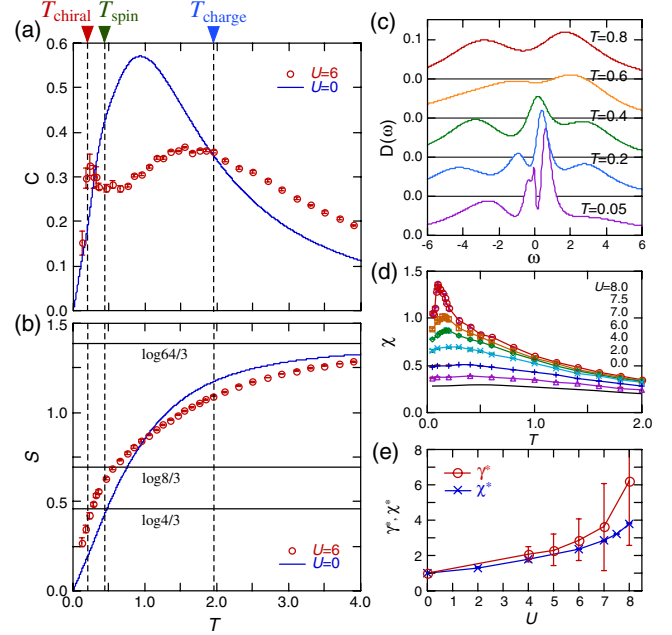 T_chiral T_spin T_charge
(a)
0.6
0.5
0.4
0.3
0.2
0.1
0.0
C
U=6
U=0
(b)
1.5
1.0
0.5
0.0
S
log64/3
log8/3
log4/3
U=6
U=0
0.0 1.0 2.0 3.0 4.0
T
(c)
0.1
0.0
0.0
0.0
0.0
0.0
D(ω)
T=0.8
T=0.6
T=0.4
T=0.2
T=0.05
-6 -4 -2 0 2 4 6
ω
(d)
1.5
1.0
0.5
0.0
χ
U=8.0
7.5
7.0
6.0
4.0
2.0
0.0
0.0 0.5 1.0 1.5 2.0
T
(e)
8
6
4
2
0
γ*, χ*
γ*
χ*
0 1 2 3 4 5 6 7 8
U